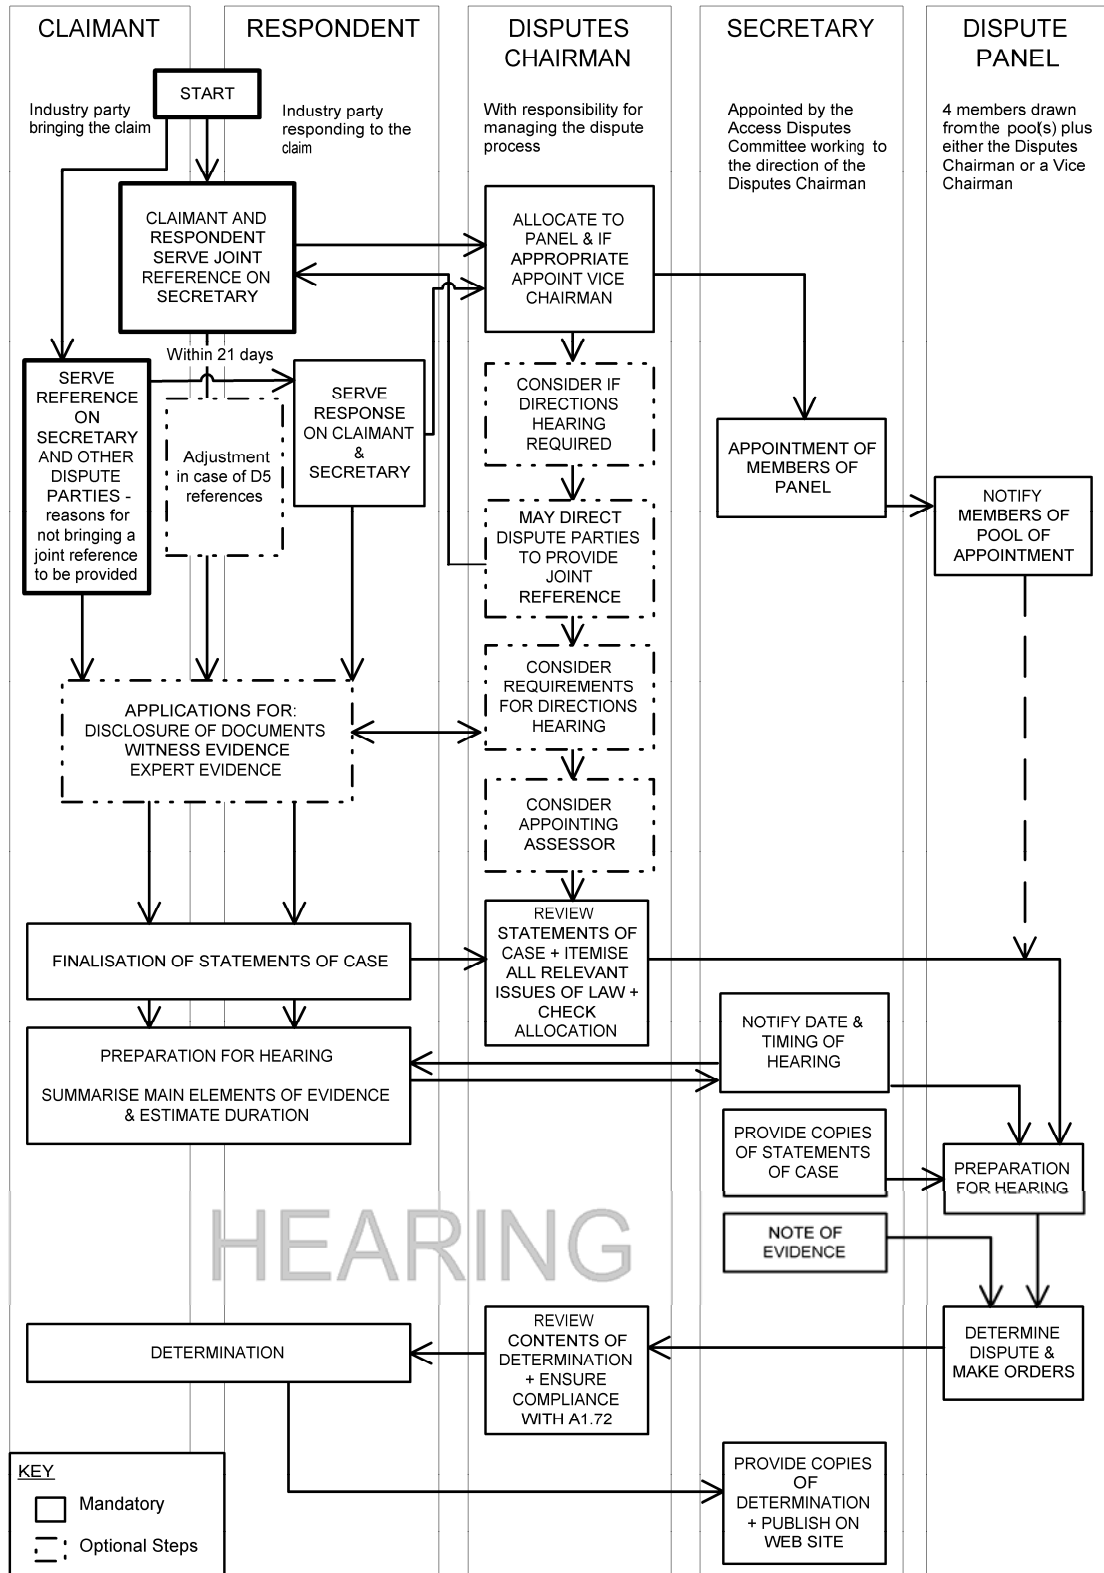 CLAIMANT
RESPONDENT
DISPUTES
CHAIRMAN
SECRETARY
DISPUTE
PANEL
START
Industry party
bringing the claim
Industry party
responding to the
claim
With responsibility for
managing the dispute
process
Appointed by the
Access Disputes
Committee working to
the direction of the
Disputes Chairman
4 members drawn
from the pool(s) plus
either the Disputes
Chairman or a Vice
Chairman
CLAIMANT AND
RESPONDENT
SERVE JOINT
REFERENCE ON
SECRETARY
ALLOCATE TO
PANEL & IF
APPROPRIATE
APPOINT VICE
CHAIRMAN
Within 21 days
SERVE
REFERENCE
ON
SECRETARY
AND OTHER
DISPUTE
PARTIES -
reasons for
not bringing a
joint reference
to be provided
Adjustment
in case of D5
references
SERVE
RESPONSE
ON CLAIMANT
&
SECRETARY
CONSIDER IF
DIRECTIONS
HEARING
REQUIRED
APPOINTMENT OF
MEMBERS OF
PANEL
NOTIFY
MEMBERS OF
POOL OF
APPOINTMENT
MAY DIRECT
DISPUTE PARTIES
TO PROVIDE
JOINT
REFERENCE
CONSIDER
REQUIREMENTS
FOR DIRECTIONS
HEARING
APPLICATIONS FOR:
DISCLOSURE OF DOCUMENTS
WITNESS EVIDENCE
EXPERT EVIDENCE
CONSIDER
APPOINTING
ASSESSOR
FINALISATION OF STATEMENTS OF CASE
REVIEW
STATEMENTS OF
CASE + ITEMISE
ALL RELEVANT
ISSUES OF LAW +
CHECK
ALLOCATION
NOTIFY DATE &
TIMING OF
HEARING
PREPARATION FOR HEARING
SUMMARISE MAIN ELEMENTS OF EVIDENCE
& ESTIMATE DURATION
PROVIDE COPIES
OF STATEMENTS
OF CASE
PREPARATION
FOR HEARING
HEARING
NOTE OF
EVIDENCE
DETERMINATION
REVIEW
CONTENTS OF
DETERMINATION
+ ENSURE
COMPLIANCE
WITH A1.72
DETERMINE
DISPUTE &
MAKE ORDERS
PROVIDE COPIES
OF
DETERMINATION
+ PUBLISH ON
WEB SITE
KEY
Mandatory
Optional Steps